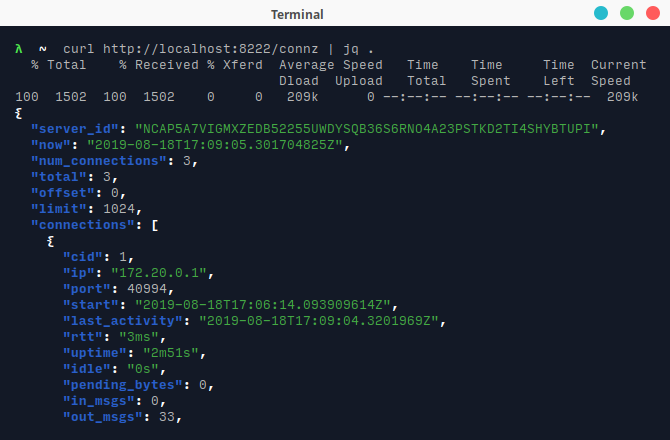 Terminal
λ ~ curl http://localhost:8222/connz | jq .
% Total % Received % Xferd Average Speed Time Time Time Current
Dload Upload Total Spent Left Speed
100 1502 100 1502 0 0 209k 0 --:--:-- --:--:-- --:--:-- 209k
{
"server_id": "NCAP5A7VIGMXZEDB52255UWDYSQB36S6RNO4A23PSTKD2TI4SHYBTUPI",
"now": "2019-08-18T17:09:05.301704825Z",
"num_connections": 3,
"total": 3,
"offset": 0,
"limit": 1024,
"connections": [
{
"cid": 1,
"ip": "172.20.0.1",
"port": 40994,
"start": "2019-08-18T17:06:14.093909614Z",
"last_activity": "2019-08-18T17:09:04.3201969Z",
"rtt": "3ms",
"uptime": "2m51s",
"idle": "0s",
"pending_bytes": 0,
"in_msgs": 0,
"out_msgs": 33,